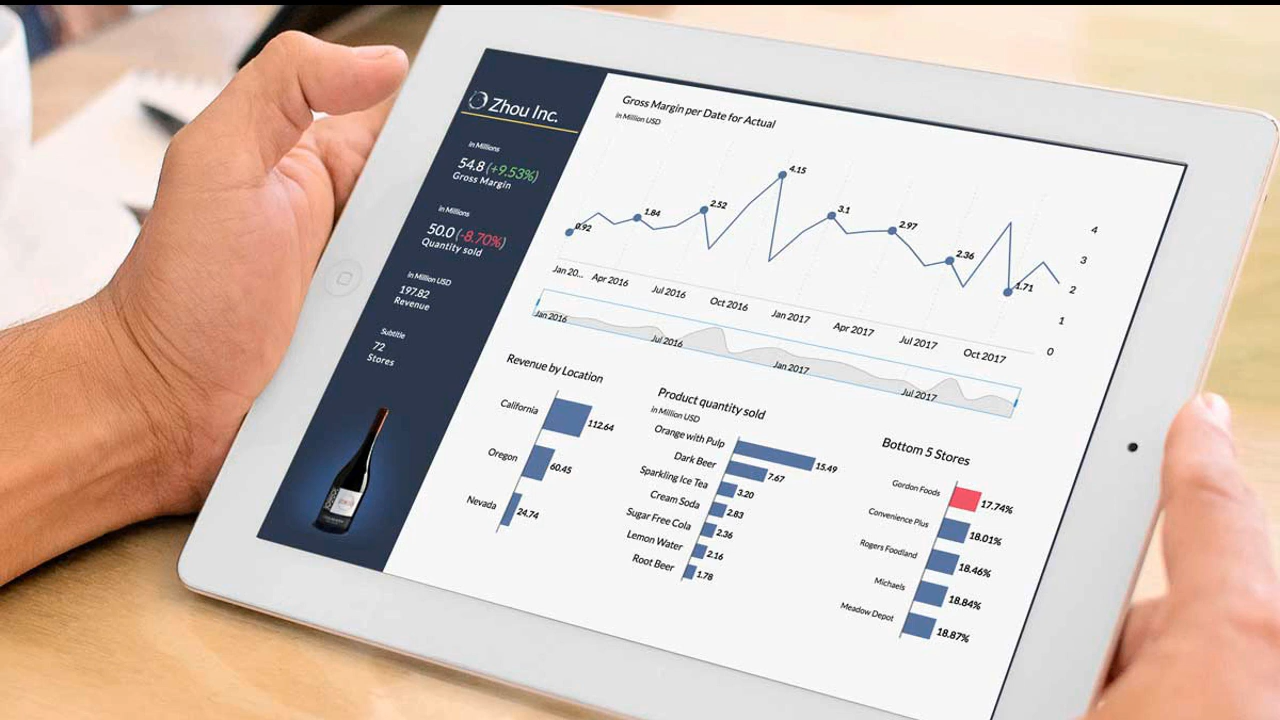 Zhou Inc.
in Millions
54.8 (+9.53%)
Gross Margin
in Millions
50.0 (-8.70%)
Quantity sold
in Million USD
197.82
Revenue
Subtitle
72
Stores
Gross Margin per Date for Actual
in Million USD
0.92
1.84
2.52
4.15
3.1
2.97
2.36
1.71
4
3
2
1
0
Jan 20... Apr 2016 Jul 2016 Oct 2016 Jan 2017 Apr 2017 Jul 2017 Oct 2017
Jan 2016 Jul 2016 Jan 2017 Jul 2017
Revenue by Location
California 112.64
Oregon 60.45
Nevada 24.74
Product quantity sold
in Million USD
Orange with Pulp 15.49
Dark Beer 7.67
Sparkling Ice Tea 3.20
Cream Soda 2.83
Sugar Free Cola 2.36
Lemon Water 2.16
Root Beer 1.78
Bottom 5 Stores
Gordon Foods 17.74%
Convenience Plus 18.01%
Rogers Foodland 18.46%
Michaels 18.84%
Meadow Depot 18.87%